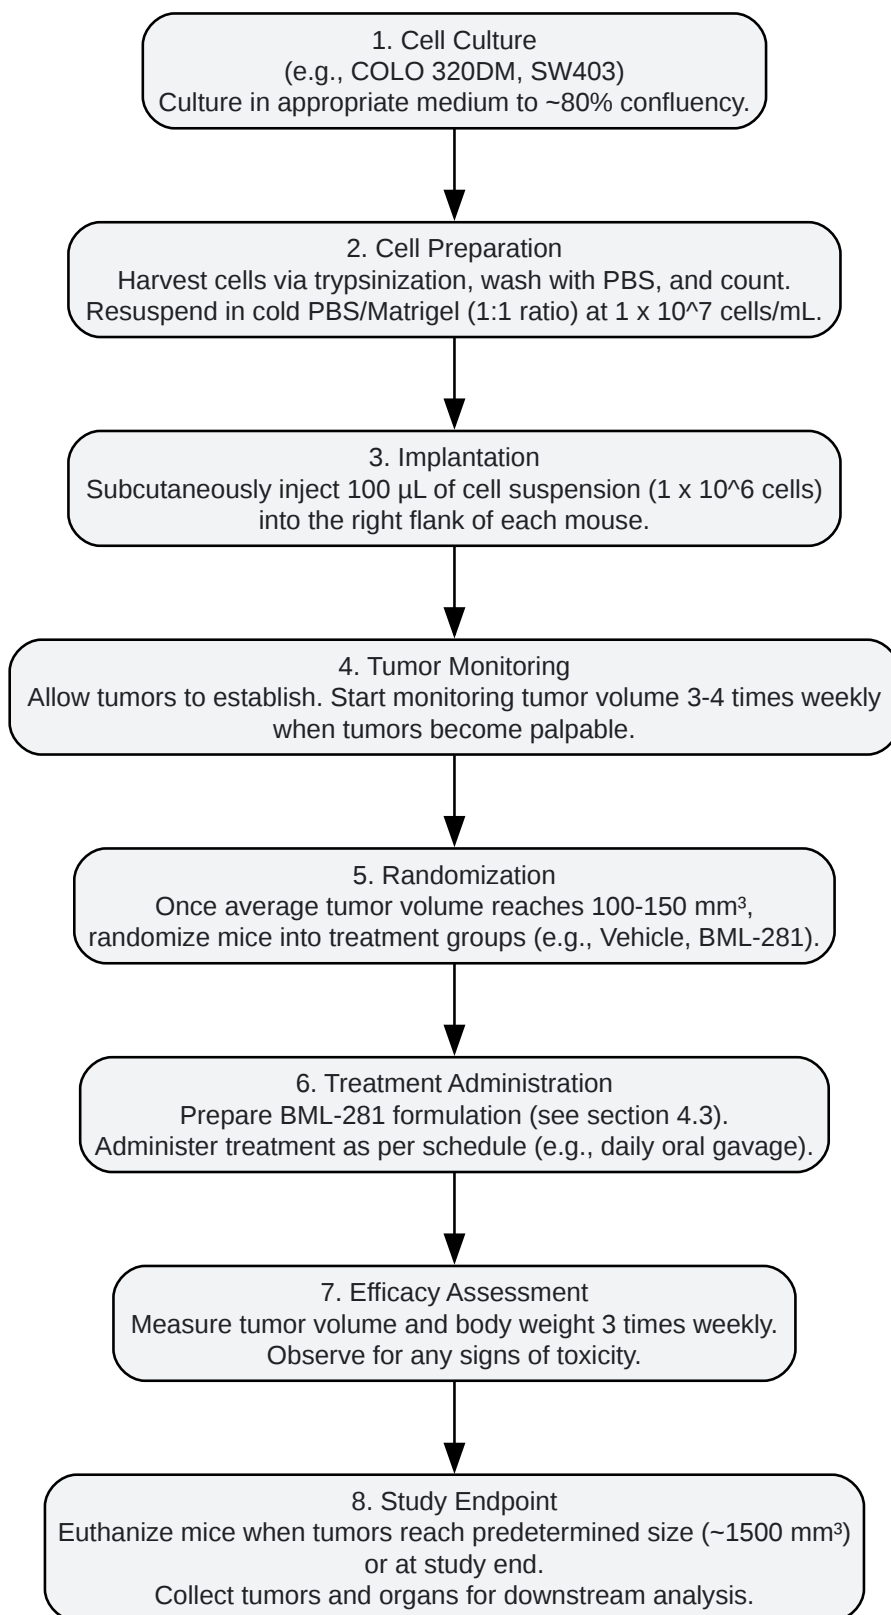 1. Cell Culture
(e.g., COLO 320DM, SW403)
Culture in appropriate medium to ~80% confluency.
2. Cell Preparation
Harvest cells via trypsinization, wash with PBS, and count.
Resuspend in cold PBS/Matrigel (1:1 ratio) at 1 x 10^7 cells/mL.
3. Implantation
Subcutaneously inject 100 µL of cell suspension (1 x 10^6 cells)
into the right flank of each mouse.
4. Tumor Monitoring
Allow tumors to establish. Start monitoring tumor volume 3-4 times weekly
when tumors become palpable.
5. Randomization
Once average tumor volume reaches 100-150 mm³,
randomize mice into treatment groups (e.g., Vehicle, BML-281).
6. Treatment Administration
Prepare BML-281 formulation (see section 4.3).
Administer treatment as per schedule (e.g., daily oral gavage).
7. Efficacy Assessment
Measure tumor volume and body weight 3 times weekly.
Observe for any signs of toxicity.
8. Study Endpoint
Euthanize mice when tumors reach predetermined size (~1500 mm³)
or at study end.
Collect tumors and organs for downstream analysis.